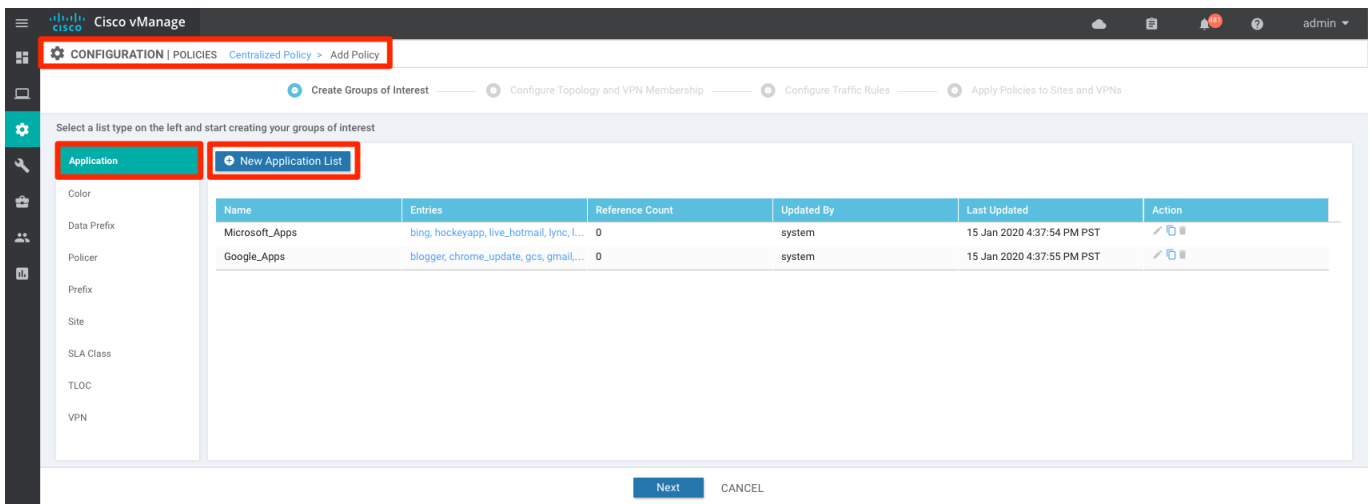 CISCO Cisco vManage 481 admin
CONFIGURATION | POLICIES Centralized Policy > Add Policy
Create Groups of Interest Configure Topology and VPN Membership Configure Traffic Rules Apply Policies to Sites and VPNs
Select a list type on the left and start creating your groups of interest
Application
New Application List
Color
Data Prefix
Policer
Prefix
Site
SLA Class
TLOC
VPN
Name Entries Reference Count Updated By Last Updated Action
Microsoft_Apps bing, hockeyapp, live_hotmail, lync, l... 0 system 15 Jan 2020 4:37:54 PM PST
Google_Apps blogger, chrome_update, gcs, gmail,... 0 system 15 Jan 2020 4:37:55 PM PST
Next CANCEL